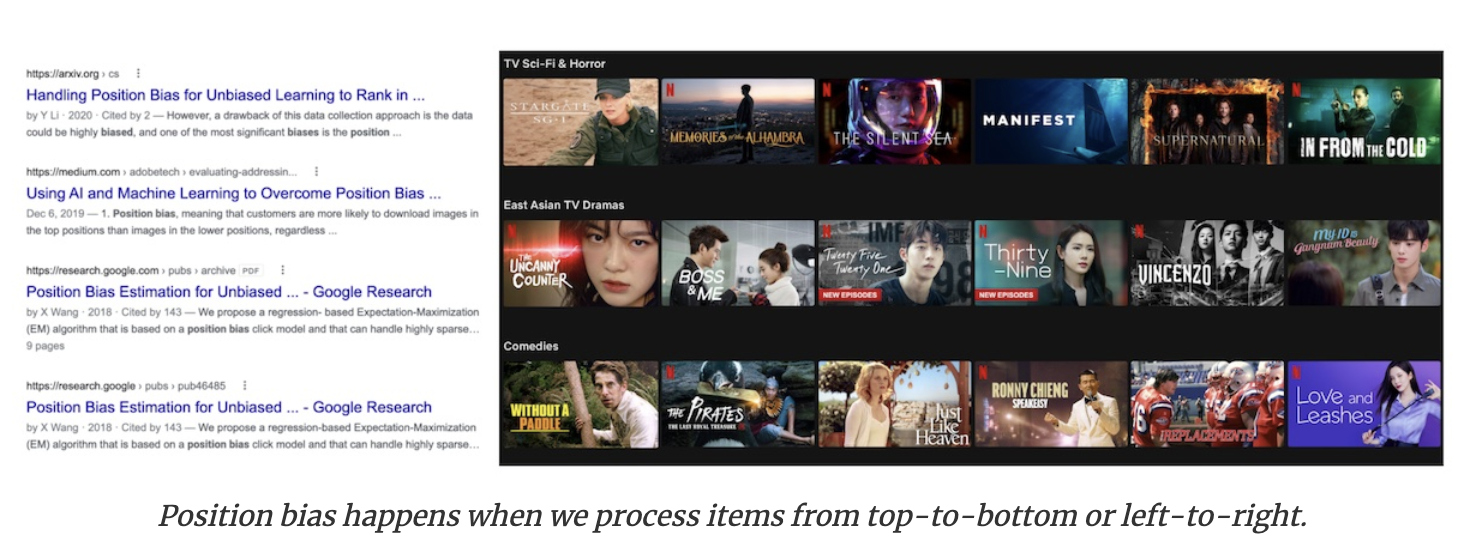 https://arxiv.org › cs
Handling Position Bias for Unbiased Learning to Rank in ...
by Y Li · 2020 · Cited by 2 — However, a drawback of this data collection approach is the data
could be highly biased, and one of the most significant biases is the position ...
https://medium.com › adobetech › evaluating-addressin...
Using AI and Machine Learning to Overcome Position Bias ...
Dec 6, 2019 — 1. Position bias, meaning that customers are more likely to download images in
the top positions than images in the lower positions, regardless ...
https://research.google.com › pubs › archive PDF
Position Bias Estimation for Unbiased ... - Google Research
by X Wang · 2018 · Cited by 143 — We propose a regression- based Expectation-Maximization
(EM) algorithm that is based on a position bias click model and that can handle highly sparse...
9 pages
https://research.google › pubs › pub46485
Position Bias Estimation for Unbiased ... - Google Research
by X Wang · 2018 · Cited by 143 — We propose a regression-based Expectation-Maximization
(EM) algorithm that is based on a position bias click model and that can handle highly sparse...
TV Sci-Fi & Horror
STARGATE
SG·1
N
MEMORIES of the ALHAMBRA
N
THE SILENT SEA
MANIFEST
SUPERNATURAL
N
IN FROM THE COLD
East Asian TV Dramas
N
THE
UNCANNY
COUNTER
BOSS
& ME
N
IMF
Twenty Five
Twenty One
98
NEW EPISODES
N
Thirty
-Nine
NEW EPISODES
N
VINCENZO
My ID is
Gangnam Beauty
Comedies
WITHOUT A
PADDLE
N
THE PIRATES
THE LAST ROYAL TREASURE
Just
Like
Heaven
N
RONNY CHIENG
SPEAKEASY
16
THE REPLACEMENTS
N
Love and
Leashes
Position bias happens when we process items from top-to-bottom or left-to-right.